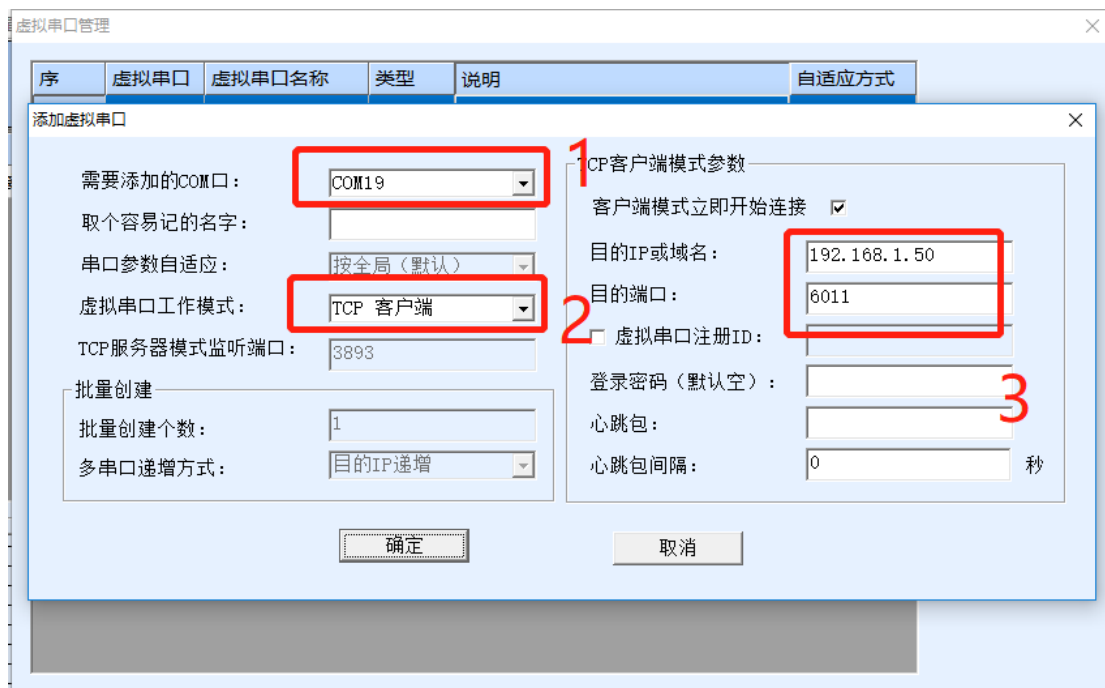 虚拟串口管理
序 虚拟串口 虚拟串口名称 类型 说明 自适应方式
添加虚拟串口
需要添加的COM口： COM19
1
取个容易记的名字：
串口参数自适应： 按全局（默认）
虚拟串口工作模式： TCP 客户端
2
TCP服务器模式监听端口： 3893
批量创建
批量创建个数： 1
多串口递增方式： 目的IP递增
TCP客户端模式参数
客户端模式立即开始连接
目的IP或域名： 192.168.1.50
目的端口： 6011
虚拟串口注册ID：
登录密码（默认空）：
3
心跳包：
心跳包间隔： 0 秒
确定 取消